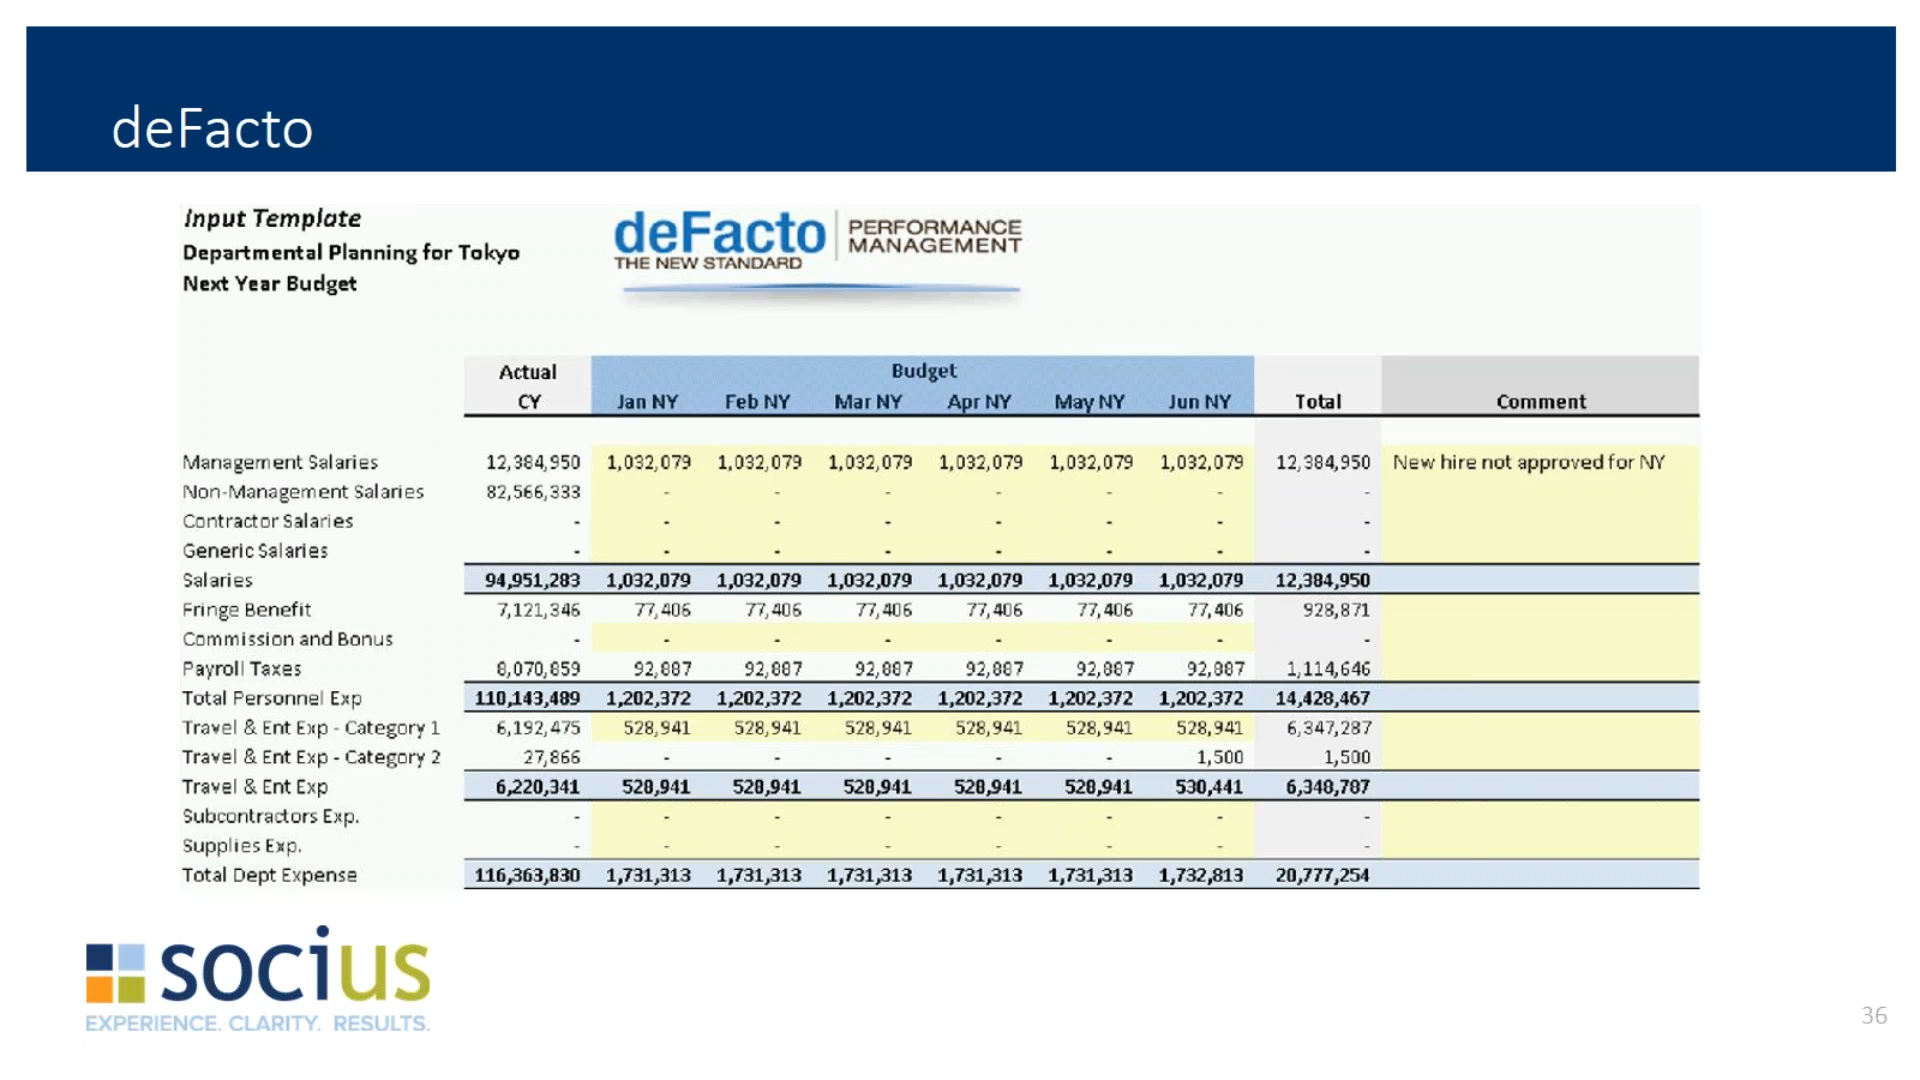 deFacto
Input Template
Departmental Planning for Tokyo
Next Year Budget
deFacto PERFORMANCE MANAGEMENT
THE NEW STANDARD
Actual Budget
CY Jan NY Feb NY Mar NY Apr NY May NY Jun NY Total Comment
Management Salaries 12,384,950 1,032,079 1,032,079 1,032,079 1,032,079 1,032,079 1,032,079 12,384,950 New hire not approved for NY
Non-Management Salaries 82,566,333 - - - - - - -
Contractor Salaries - - - - - - - -
Generic Salaries - - - - - - - -
Salaries 94,951,283 1,032,079 1,032,079 1,032,079 1,032,079 1,032,079 1,032,079 12,384,950
Fringe Benefit 7,121,346 77,406 77,406 77,406 77,406 77,406 77,406 928,871
Commission and Bonus - - - - - - - -
Payroll Taxes 8,070,859 92,887 92,887 92,887 92,887 92,887 92,887 1,114,646
Total Personnel Exp 110,143,489 1,202,372 1,202,372 1,202,372 1,202,372 1,202,372 1,202,372 14,428,467
Travel & Ent Exp - Category 1 6,192,475 528,941 528,941 528,941 528,941 528,941 528,941 6,347,287
Travel & Ent Exp - Category 2 27,866 - - - - - 1,500 1,500
Travel & Ent Exp 6,220,341 528,941 528,941 528,941 528,941 528,941 530,441 6,348,787
Subcontractors Exp. - - - - - - - -
Supplies Exp. - - - - - - - -
Total Dept Expense 116,363,830 1,731,313 1,731,313 1,731,313 1,731,313 1,731,313 1,732,813 20,777,254
socius
EXPERIENCE. CLARITY. RESULTS.
36